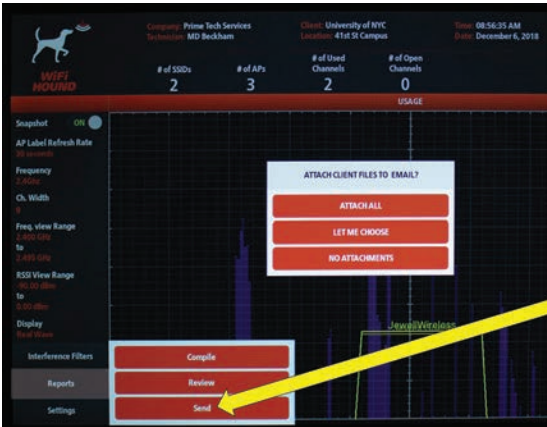 Company: Prime Tech Services
Technician: MD Beckham
Client: University of NYC
Location: 41st St Campus
Time: 08:56:35 AM
Date: December 6, 2018
WiFi
HOUND
# of SSIDs
2
# of APs
3
# of Used
Channels
2
# of Open
Channels
0
USAGE
Snapshot ON
AP Label Refresh Rate
30 seconds
Frequency
2.4Ghz
Ch. Width
9
Freq. view Range
2.400 GHz
to
2.495 GHz
RSSI View Range
-90.00 dBm
to
0.00 dBm
Display
Real Wave
Interference Filters
Reports
Settings
ATTACH CLIENT FILES TO EMAIL?
ATTACH ALL
LET ME CHOOSE
NO ATTACHMENTS
JewellWireless
Compile
Review
Send